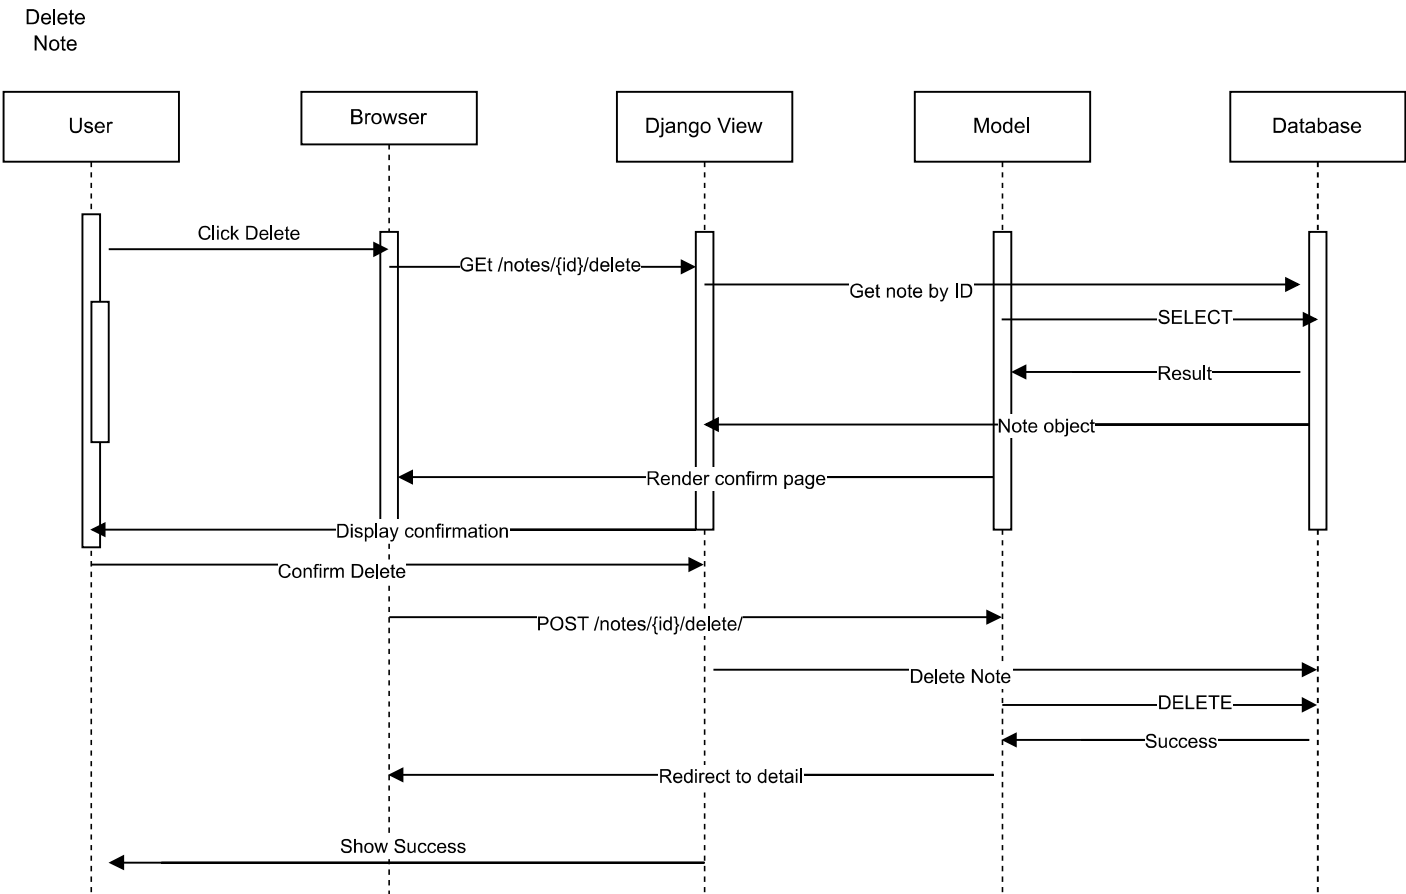 Delete
Note
User
Browser
Django View
Model
Database
Click Delete
GEt /notes/{id}/delete
Get note by ID
SELECT
Result
Note object
Render confirm page
Display confirmation
Confirm Delete
POST /notes/{id}/delete/
Delete Note
DELETE
Success
Redirect to detail
Show Success